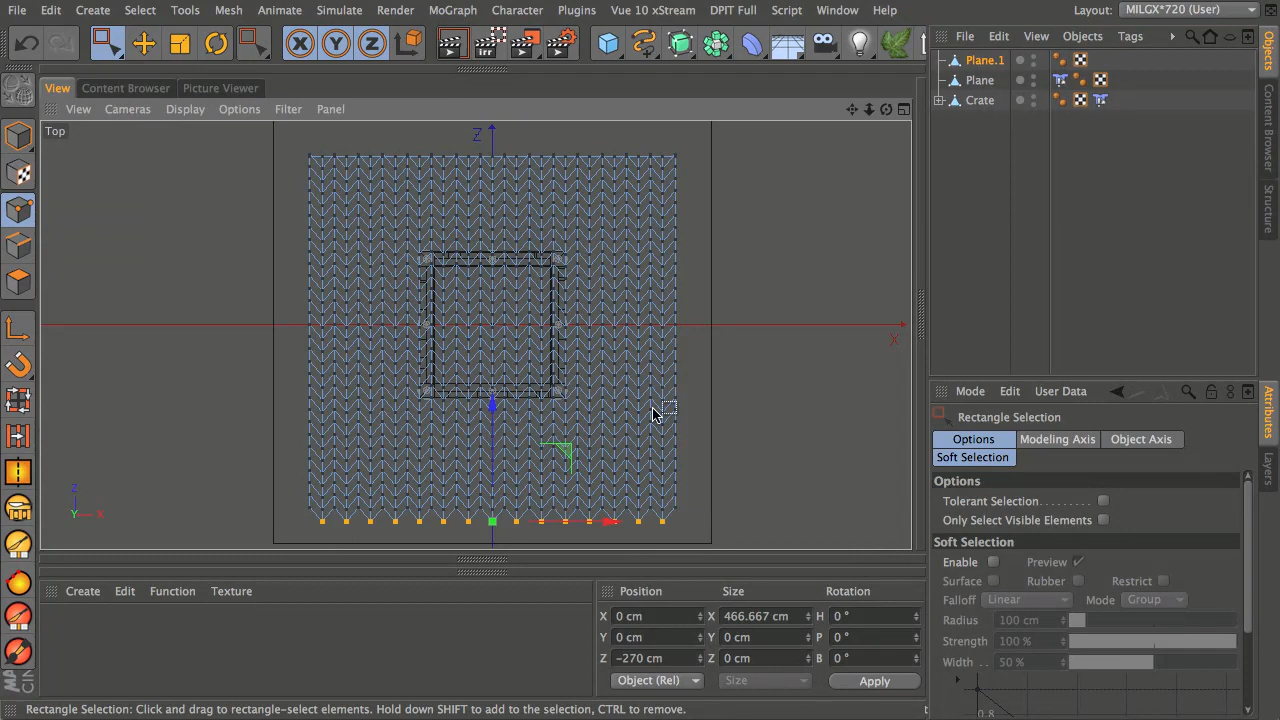 File Edit Create Select Tools Mesh Snap Animate Simulate Render MoGraph Character Plugins Vue 10 xStream DPIT Full Script Window Help
Layout: MILGX*720 (User)
X Y Z
File Edit View Objects Tags
View Content Browser Picture Viewer
View Cameras Display Options Filter Panel
Top
Z
X
Z
Y X
Plane.1
Plane
Crate
Objects
Content Browser
Structure
Attributes
Layers
Mode Edit User Data
Rectangle Selection
Options Modeling Axis Object Axis
Soft Selection
Options
Tolerant Selection
Only Select Visible Elements
Soft Selection
Enable Preview
Surface Rubber Restrict
Falloff Linear Mode Group
Radius 100 cm
Strength 100 %
Width . . 50 %
0.8
Create Edit Function Texture
Position Size Rotation
X 0 cm X 466.667 cm H 0 °
Y 0 cm Y 0 cm P 0 °
Z -270 cm Z 0 cm B 0 °
Object (Rel) Size Apply
Rectangle Selection: Click and drag to rectangle-select elements. Hold down SHIFT to add to the selection, CTRL to remove.